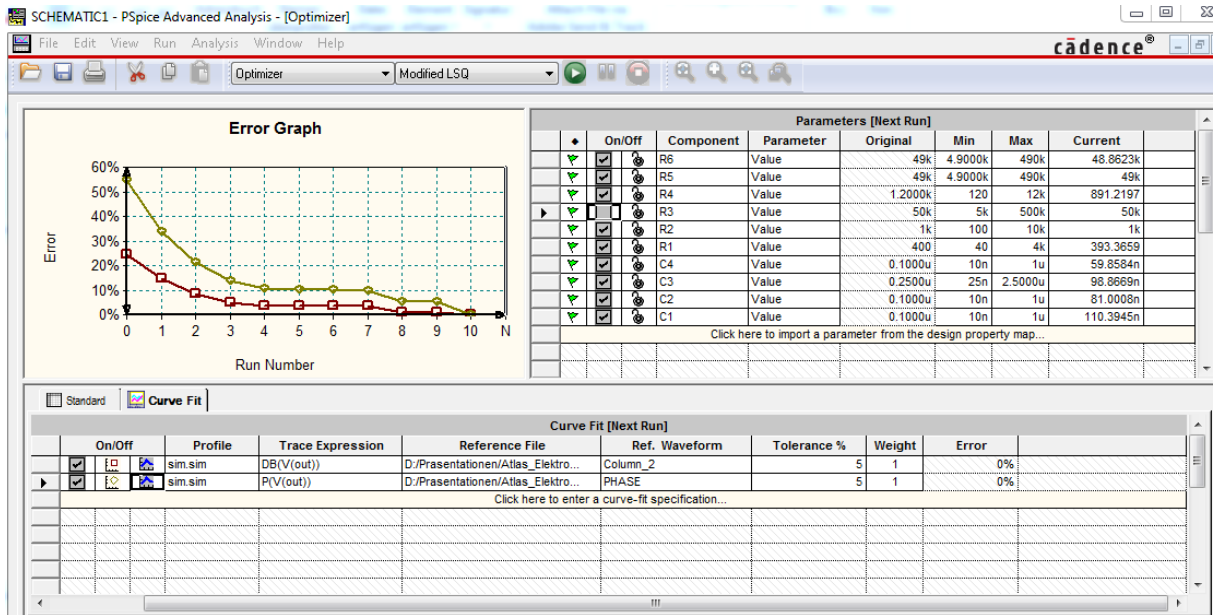 SCHEMATIC1 - PSpice Advanced Analysis - [Optimizer]
File Edit View Run Analysis Window Help
cādence®
Optimizer Modified LSQ
Error Graph
60%
50%
40%
30%
20%
10%
0%
Error
0 1 2 3 4 5 6 7 8 9 10 N
Run Number
Parameters [Next Run]
On/Off Component Parameter Original Min Max Current
R6 Value 49k 4.9000k 490k 48.8623k
R5 Value 49k 4.9000k 490k 49k
R4 Value 1.2000k 120 12k 891.2197
R3 Value 50k 5k 500k 50k
R2 Value 1k 100 10k 1k
R1 Value 400 40 4k 393.3659
C4 Value 0.1000u 10n 1u 59.8584n
C3 Value 0.2500u 25n 2.5000u 98.8669n
C2 Value 0.1000u 10n 1u 81.0008n
C1 Value 0.1000u 10n 1u 110.3945n
Click here to import a parameter from the design property map...
Standard Curve Fit
Curve Fit [Next Run]
On/Off Profile Trace Expression Reference File Ref. Waveform Tolerance % Weight Error
sim.sim DB(V(out)) D:/Prasentationen/Atlas_Elektro... Column_2 5 1 0%
sim.sim P(V(out)) D:/Prasentationen/Atlas_Elektro... PHASE 5 1 0%
Click here to enter a curve-fit specification...